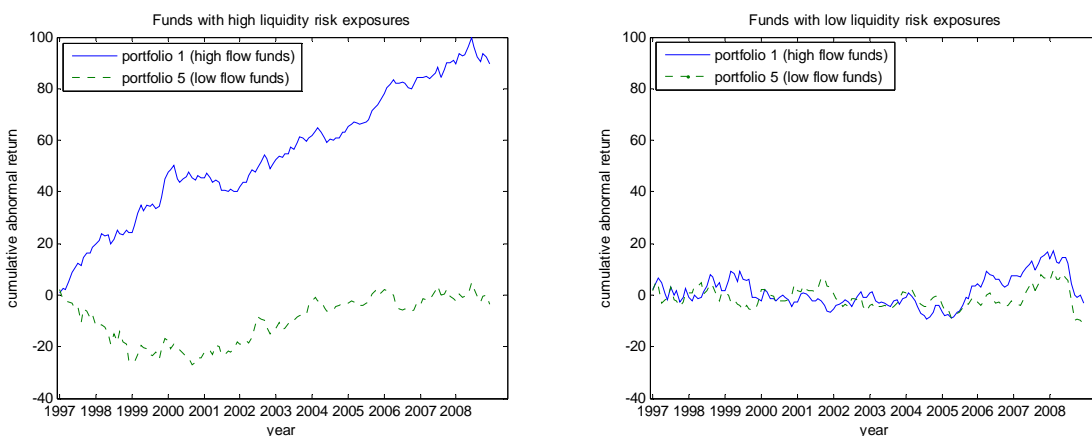 Funds with high liquidity risk exposures
100
80
60
40
20
0
-20
-40
cumulative abnormal return
portfolio 1 (high flow funds)
portfolio 5 (low flow funds)
1997 1998 1999 2000 2001 2002 2003 2004 2005 2006 2007 2008
year
Funds with low liquidity risk exposures
100
80
60
40
20
0
-20
-40
cumulative abnormal return
portfolio 1 (high flow funds)
portfolio 5 (low flow funds)
1997 1998 1999 2000 2001 2002 2003 2004 2005 2006 2007 2008
year